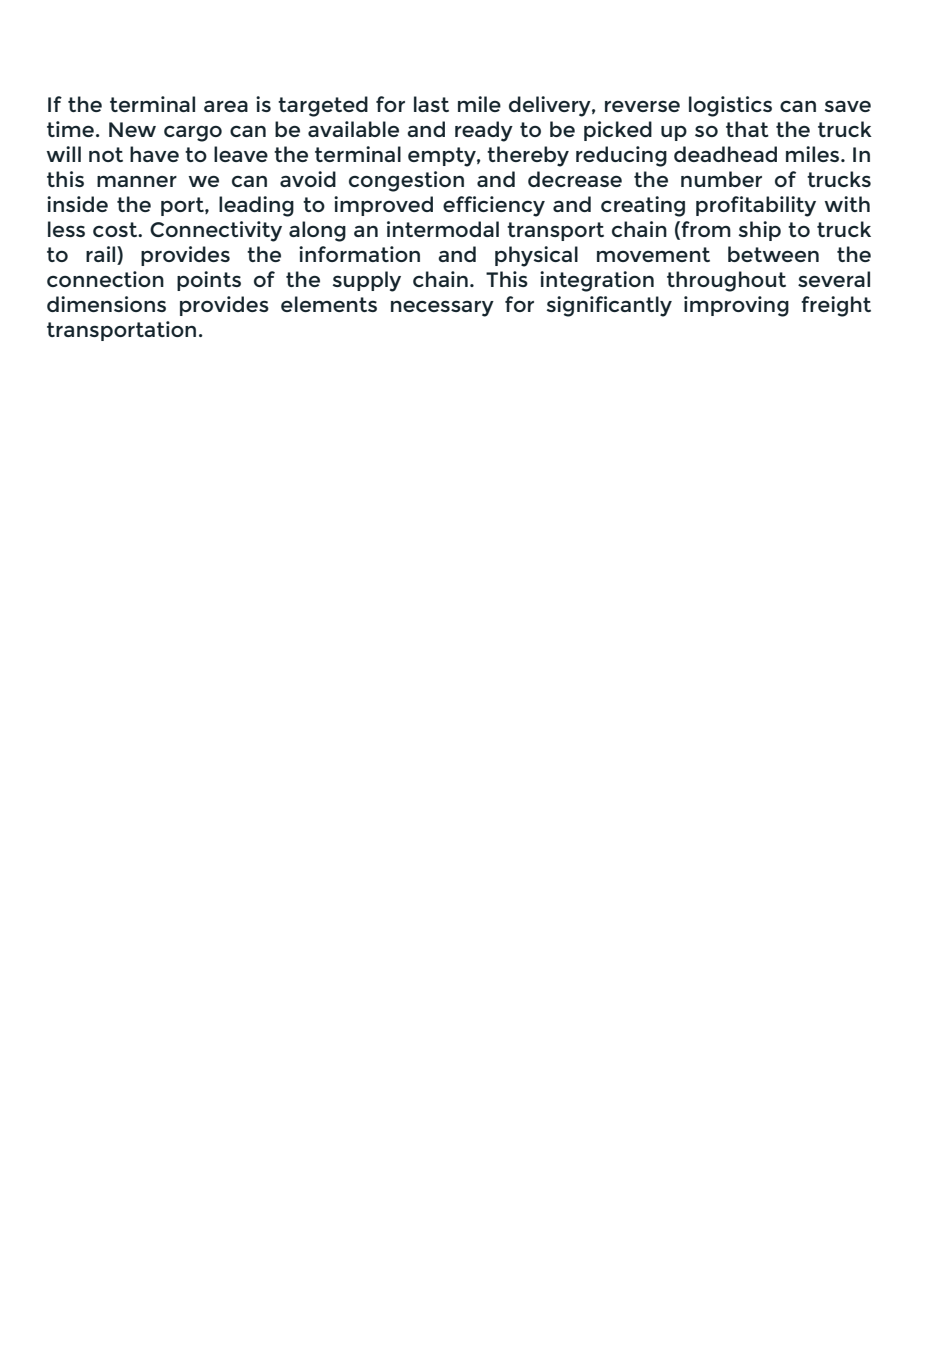 If the terminal area is targeted for last mile delivery, reverse logistics can save
time. New cargo can be available and ready to be picked up so that the truck
will not have to leave the terminal empty, thereby reducing deadhead miles. In
this manner we can avoid congestion and decrease the number of trucks
inside the port, leading to improved efficiency and creating profitability with
less cost. Connectivity along an intermodal transport chain (from ship to truck
to rail) provides the information and physical movement between the
connection points of the supply chain. This integration throughout several
dimensions provides elements necessary for significantly improving freight
transportation.